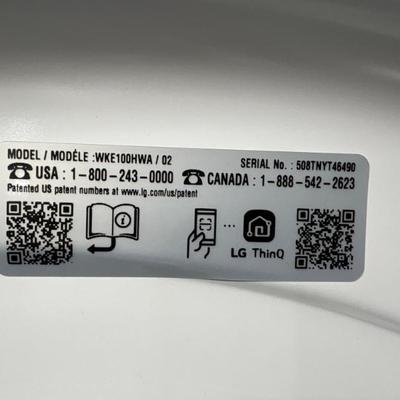 MODEL / MODÈLE :WKE100HWA / 02
SERIAL No. : 508TNYT46490
☎ USA : 1-800-243-0000 ☎ CANADA : 1-888-542-2623
Patented US patent numbers at www.lg.com/us/patent
LG ThinQ